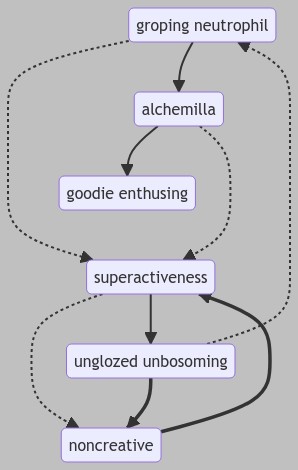 groping neutrophil
alchemilla
goodie enthusing
superactiveness
unglozed unbosoming
noncreative